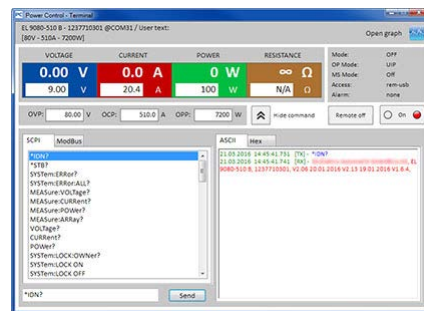 Power Control - Terminal
EL 9080-510 B - 1237710301 @COM31 / User text:
[80V - 510A - 7200W]
Open graph
VOLTAGE CURRENT POWER RESISTANCE
0.00 V 0.0 A 0 W ∞ Ω
9.00 V 20.4 A 100 W N/A Ω
Mode: OFF
OP Mode: UIP
MS Mode: Off
Access: rem-usb
Alarm: none
OVP: 80.00 V OCP: 510.0 A OPP: 7200 W Hide command Remote off On
SCPI ModBus
*IDN?
*STB?
SYSTem:ERRor?
SYSTem:ERRor:ALL?
MEASure:VOLTage?
MEASure:CURRent?
MEASure:POWer?
MEASure:ARRay?
VOLTage?
CURRent?
POWer?
SYSTem:LOCK:OWNer?
SYSTem:LOCK ON
SYSTem:LOCK OFF
*IDN? Send
ASCII Hex
21.03.2016 14:45:41.731 [TX] - *IDN?
21.03.2016 14:45:41.741 [RX] -
9080-510 B, 1237710301, V2.06 20.01.2016 V2.13 19.01.2016 V1.6.4,